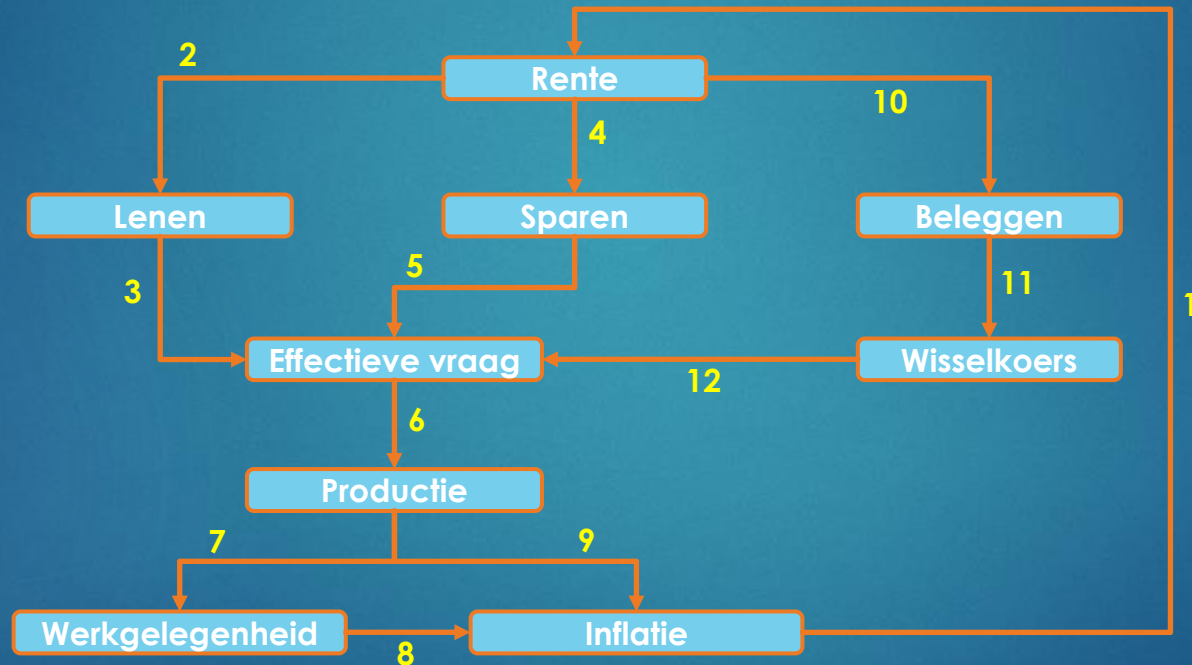 2
Rente
10
4
Lenen
Sparen
Beleggen
3
5
11
1
Effectieve vraag
12
Wisselkoers
6
Productie
7
9
Werkgelegenheid
8
Inflatie